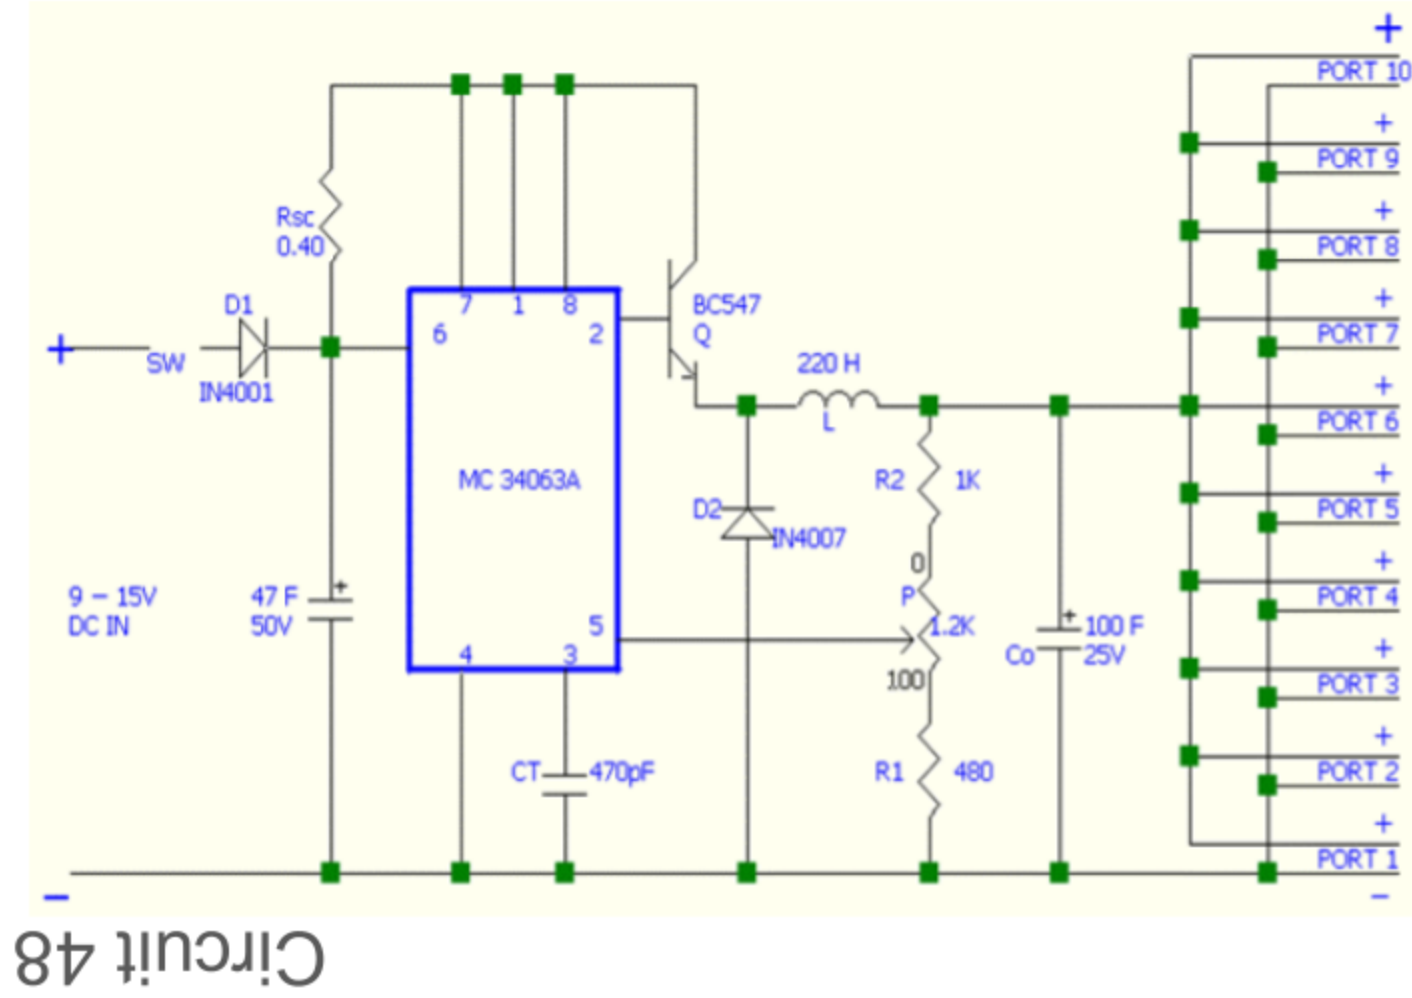 +
PORT 10
+
PORT 9
+
PORT 8
+
PORT 7
+
PORT 6
+
PORT 5
+
PORT 4
+
PORT 3
+
PORT 2
+
PORT 1
−
Rsc
0.40
D1
IN4001
+
SW
7 1 8
6
2
MC 34063A
5
4 3
BC547
Q
220 H
L
R2 1K
D2
IN4007
0
P
1.2K
100
R1 480
9 - 15V
DC IN
47 F
50V
+
CT 470pF
+
100 F
Co 25V
−
Circuit 48